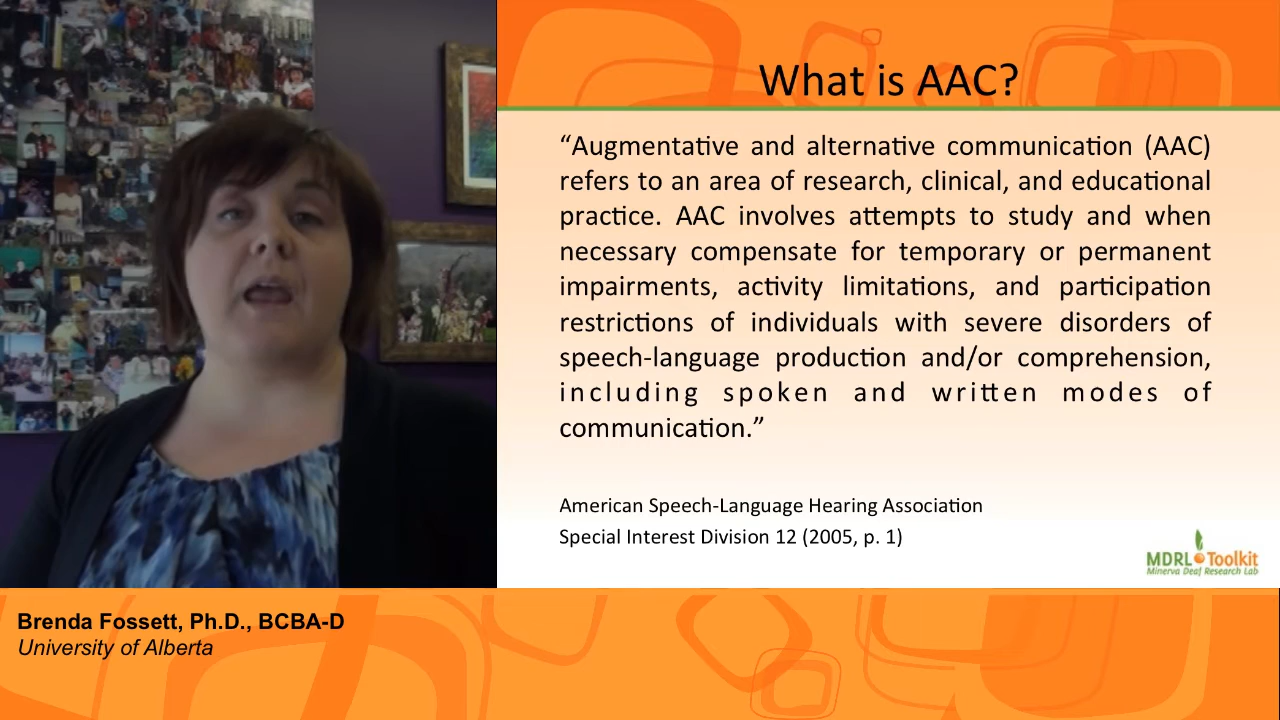 What is AAC?
“Augmentative and alternative communication (AAC)
refers to an area of research, clinical, and educational
practice. AAC involves attempts to study and when
necessary compensate for temporary or permanent
impairments, activity limitations, and participation
restrictions of individuals with severe disorders of
speech-language production and/or comprehension,
including spoken and written modes of
communication.”
American Speech-Language Hearing Association
Special Interest Division 12 (2005, p. 1)
MDRL Toolkit
Minerva Deaf Research Lab
Brenda Fossett, Ph.D., BCBA-D
University of Alberta